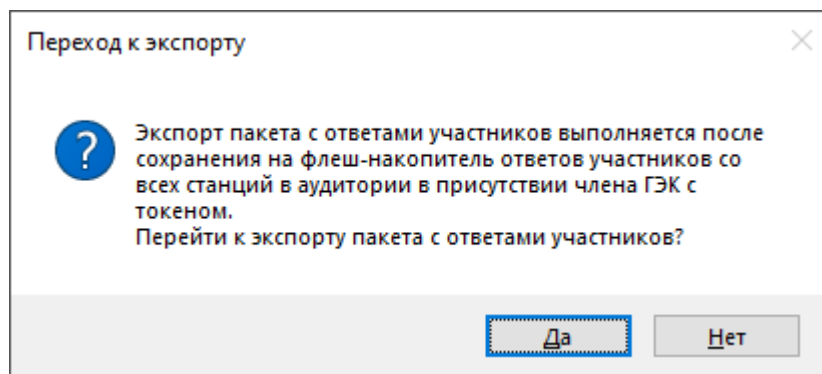 Переход к экспорту
Экспорт пакета с ответами участников выполняется после
сохранения на флеш-накопитель ответов участников со
всех станций в аудитории в присутствии члена ГЭК с
токеном.
Перейти к экспорту пакета с ответами участников?
Да
Нет